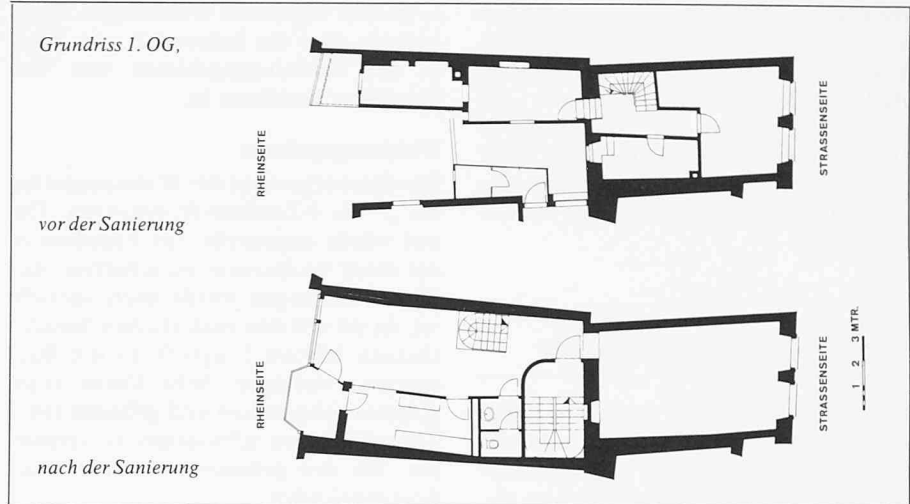 Grundriss 1. OG,
RHEINSEITE
STRASSENSEITE
vor der Sanierung
RHEINSEITE
STRASSENSEITE
1 2 3 MTR.
nach der Sanierung